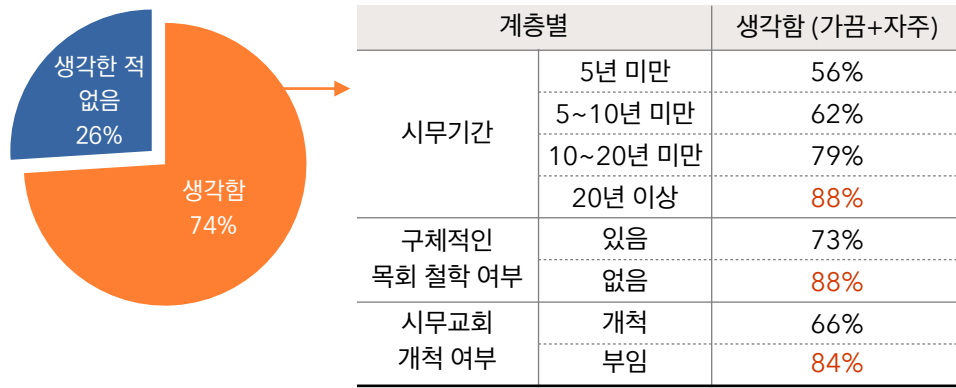 생각한 적
없음
26%
생각함
74%
계층별 생각함 (가끔+자주)
시무기간
5년 미만 56%
5~10년 미만 62%
10~20년 미만 79%
20년 이상 88%
구체적인
목회 철학 여부
있음 73%
없음 88%
시무교회
개척 여부
개척 66%
부임 84%